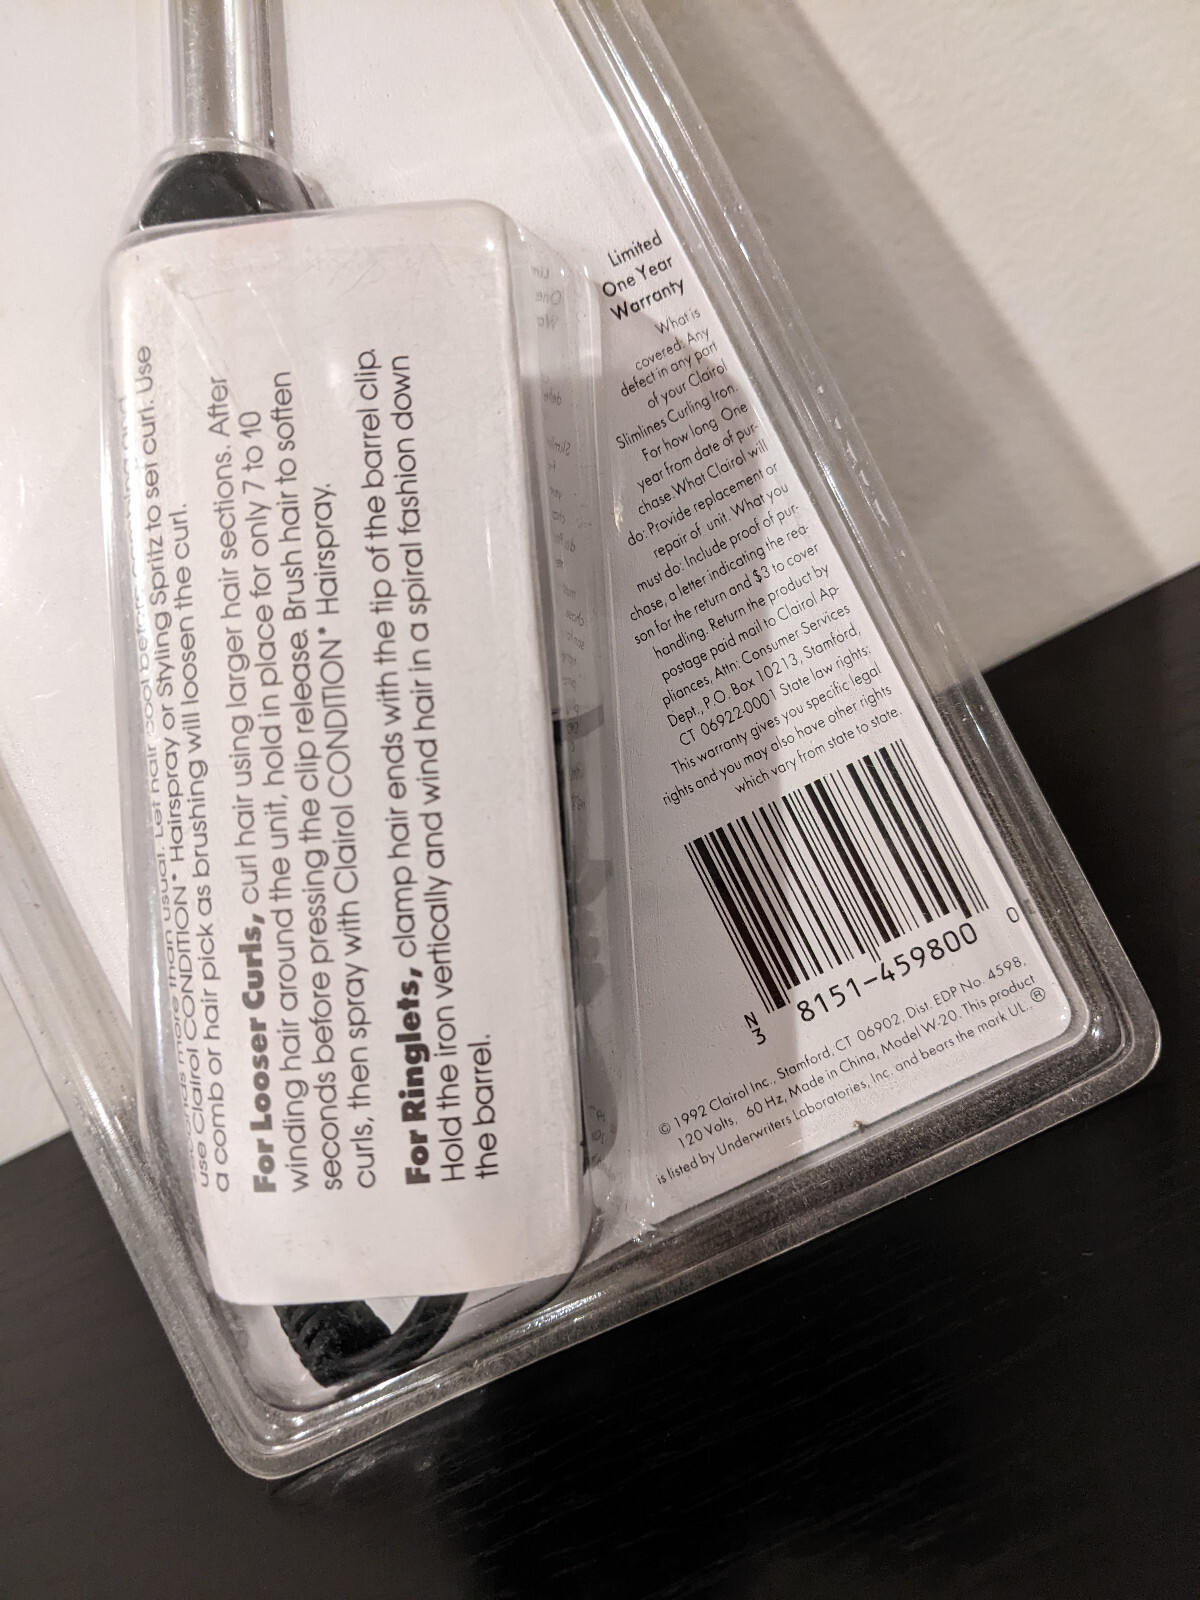 use Clairol CONDITION* Hairspray or Styling Spritz to set curl. Use
a comb or hair pick as brushing will loosen the curl.
For Looser Curls, curl hair using larger hair sections. After
winding hair around the unit, hold in place for only 7 to 10
seconds before pressing the clip release. Brush hair to soften
curls, then spray with Clairol CONDITION* Hairspray.
For Ringlets, clamp hair ends with the tip of the barrel clip.
Hold the iron vertically and wind hair in a spiral fashion down
the barrel.
Limited
One Year
Warranty
What is
covered: Any
defect in any part
of your Clairol
Slimlines Curling Iron.
For how long: One
year from date of pur-
chase. What Clairol will
do: Provide replacement or
repair of unit. What you
must do: Include proof of pur-
chase, a letter indicating the rea-
son for the return and $3 to cover
handling. Return the product by
postage paid mail to Clairol Ap-
pliances, Attn: Consumer Services
Dept., P.O. Box 10213, Stamford,
CT 06922-0001 State law rights:
This warranty gives you specific legal
rights and you may also have other rights
which vary from state to state.
N
3
8151-459800
0
© 1992 Clairol Inc., Stamford, CT 06902, Dist. EDP No. 4598,
120 Volts, 60 Hz, Made in China, Model W-20. This product
is listed by Underwriters Laboratories, Inc. and bears the mark UL.®